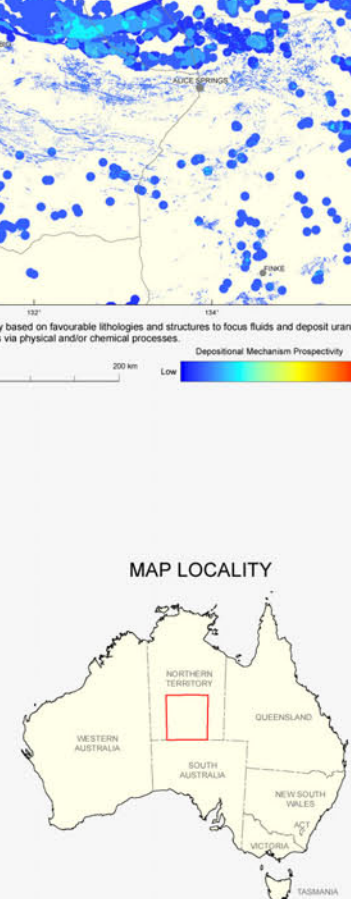 ALICE SPRINGS
FINKE
132°
134°
based on favourable lithologies and structures to focus fluids and deposit
via physical and/or chemical processes.
Depositional Mechanism Prospectivity
200 km
Low
MAP LOCALITY
NORTHERN
TERRITORY
QUEENSLAND
WESTERN
AUSTRALIA
SOUTH
AUSTRALIA
NEW SOUTH
WALES
ACT
VICTORIA
TASMANIA